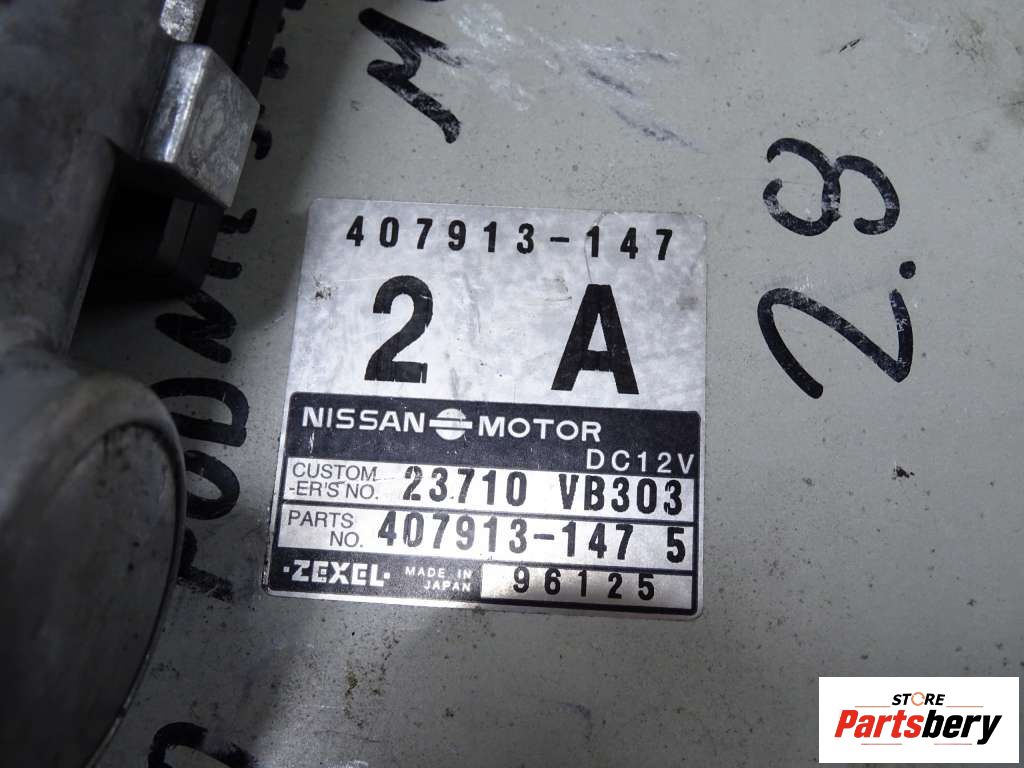 407913-147
2 A
NISSAN MOTOR
DC12V
CUSTOM
-ER'S NO. 23710 VB303
PARTS
NO. 407913-147 5
·ZEXEL· MADE IN
JAPAN 96125
2.8
STORE
Partsbery